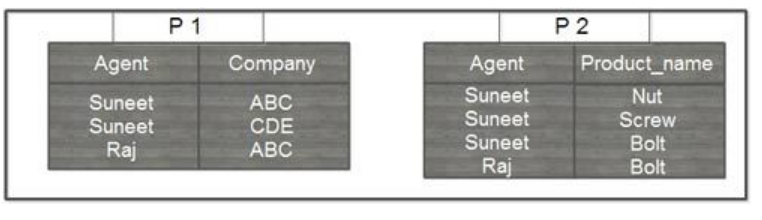 P 1
Agent Company
Suneet ABC
Suneet CDE
Raj ABC
P 2
Agent Product_name
Suneet Nut
Suneet Screw
Suneet Bolt
Raj Bolt